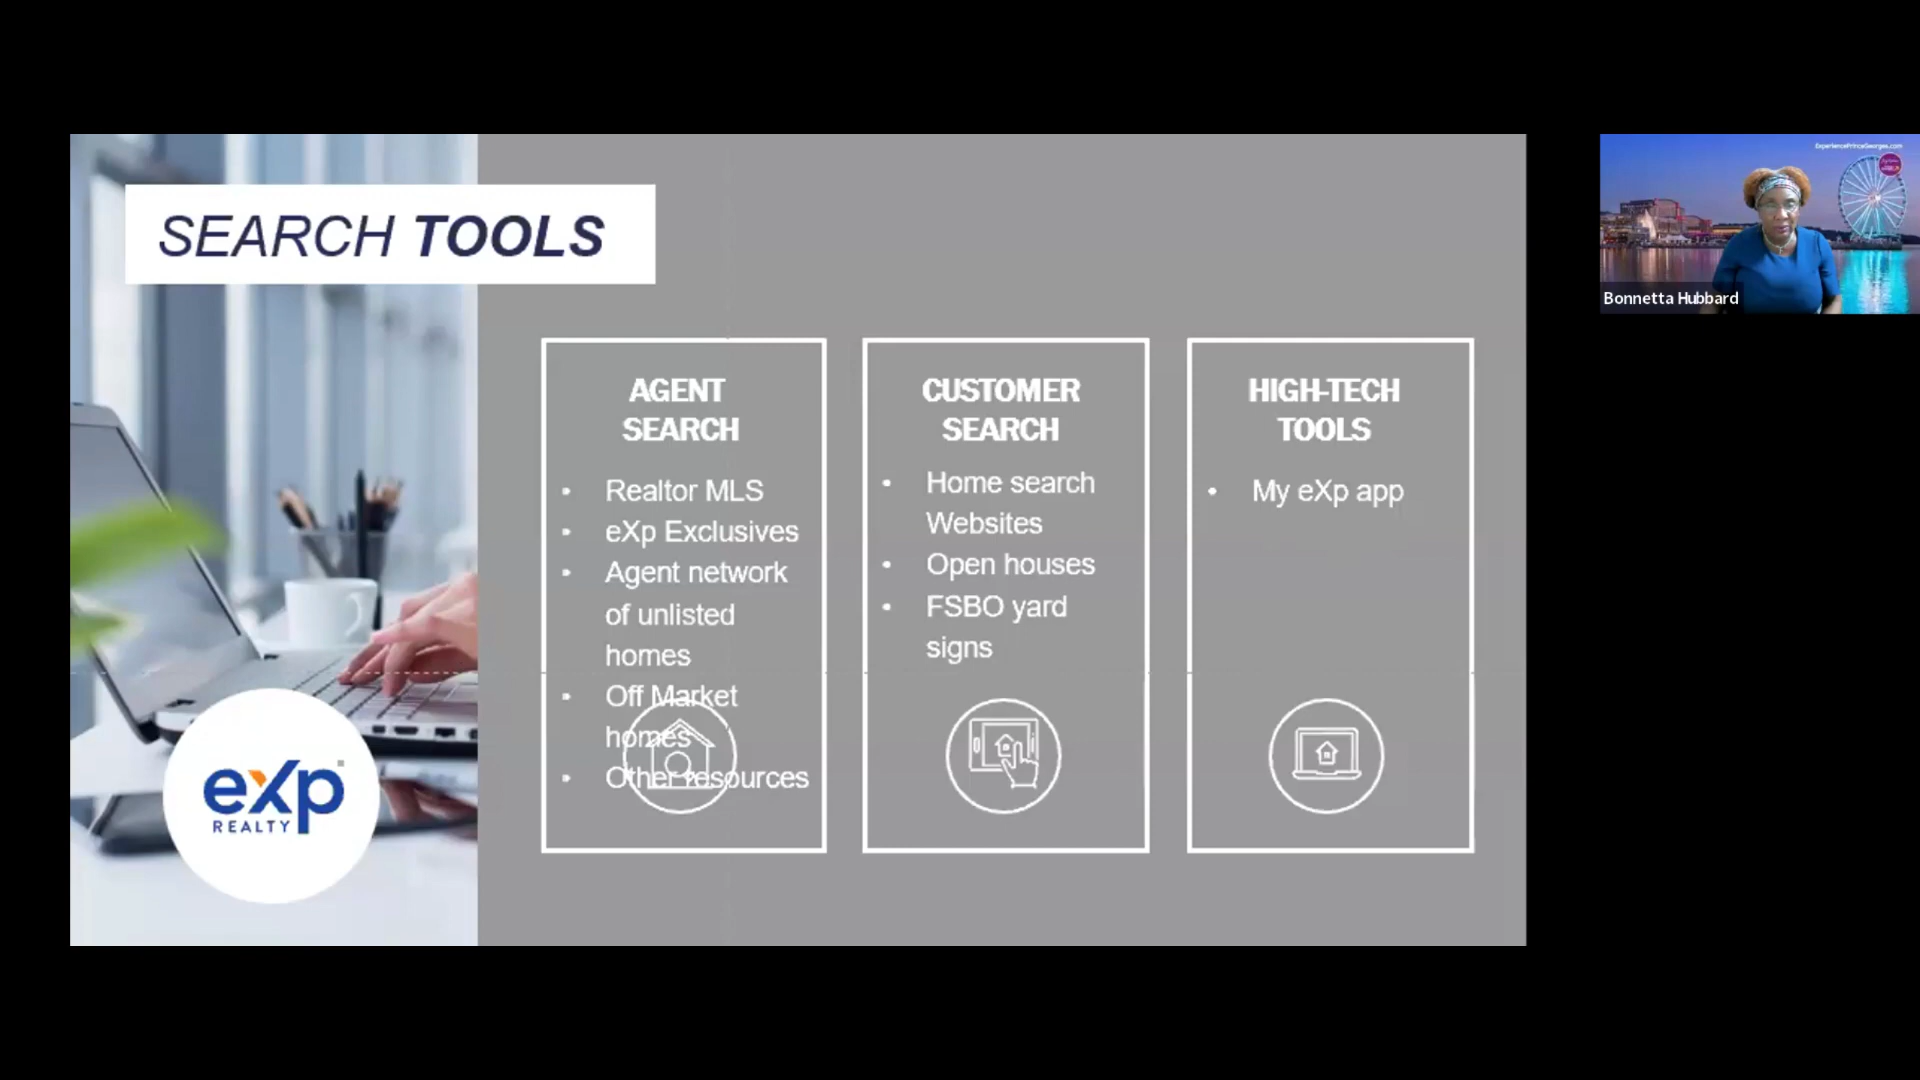 SEARCH TOOLS
AGENT
SEARCH
• Realtor MLS
• eXp Exclusives
• Agent network
of unlisted
homes
• Off Market
homes
• Other resources
CUSTOMER
SEARCH
• Home search
Websites
• Open houses
• FSBO yard
signs
HIGH-TECH
TOOLS
• My eXp app
eXp
REALTY
ExperiencePrinceGeorges.com
Bonnetta Hubbard